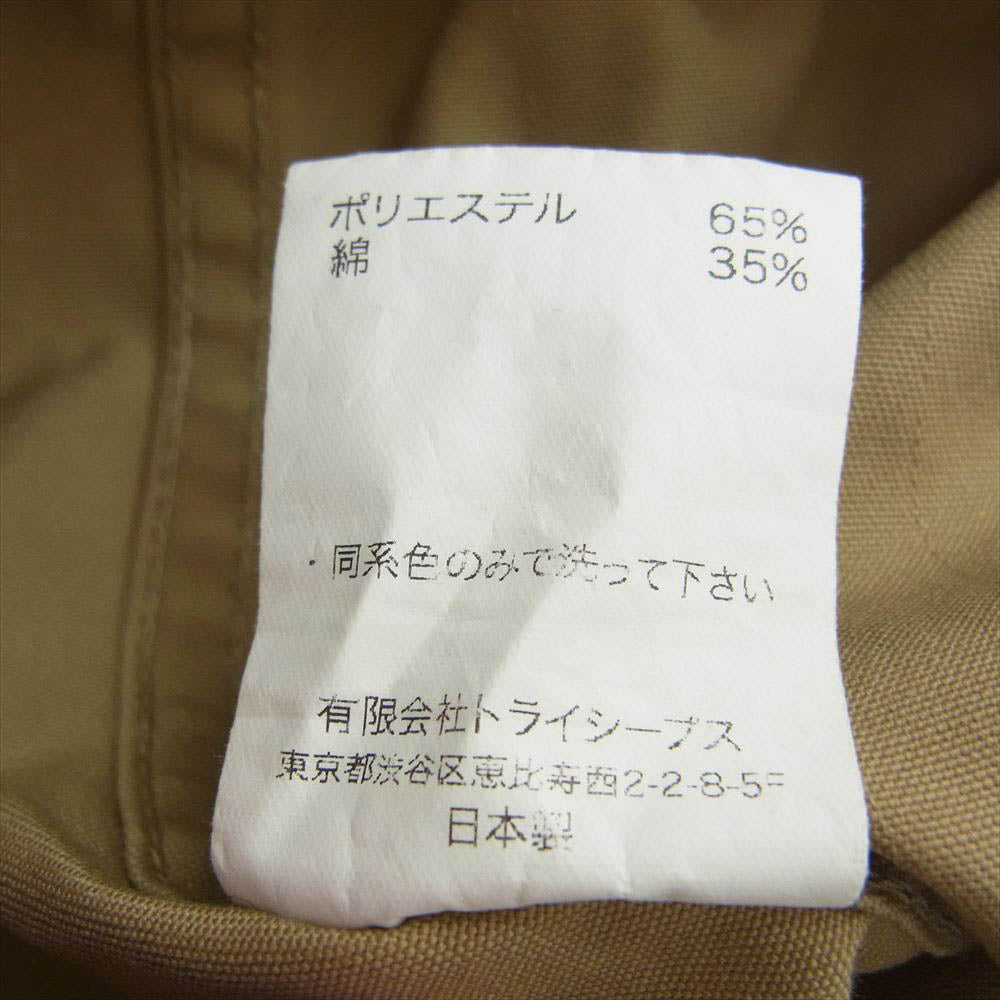 ポリエステル 65%
綿 35%
・同系色のみで洗って下さい
有限会社トライシープス
東京都渋谷区恵比寿西2-2-8-5F
日本製